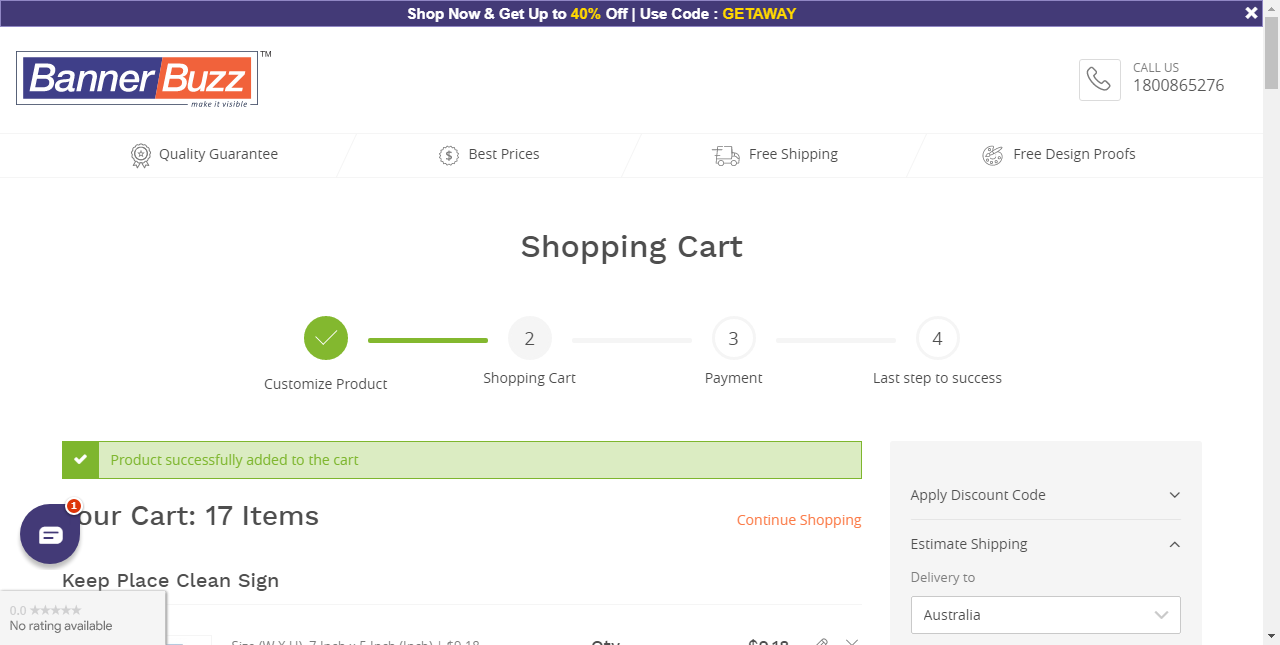 Shop Now & Get Up to 40% Off | Use Code : GETAWAY
BannerBuzz TM
make it visible
CALL US
1800865276
Quality Guarantee
Best Prices
Free Shipping
Free Design Proofs
Shopping Cart
2
3
4
Customize Product
Shopping Cart
Payment
Last step to success
Product successfully added to the cart
Apply Discount Code
1
our Cart: 17 Items
Continue Shopping
Estimate Shipping
Delivery to
Keep Place Clean Sign
Australia
0.0
No rating available
Size (W X H): 7 Inch x 5 Inch (Inch) | $9.18
Qty
$9.18